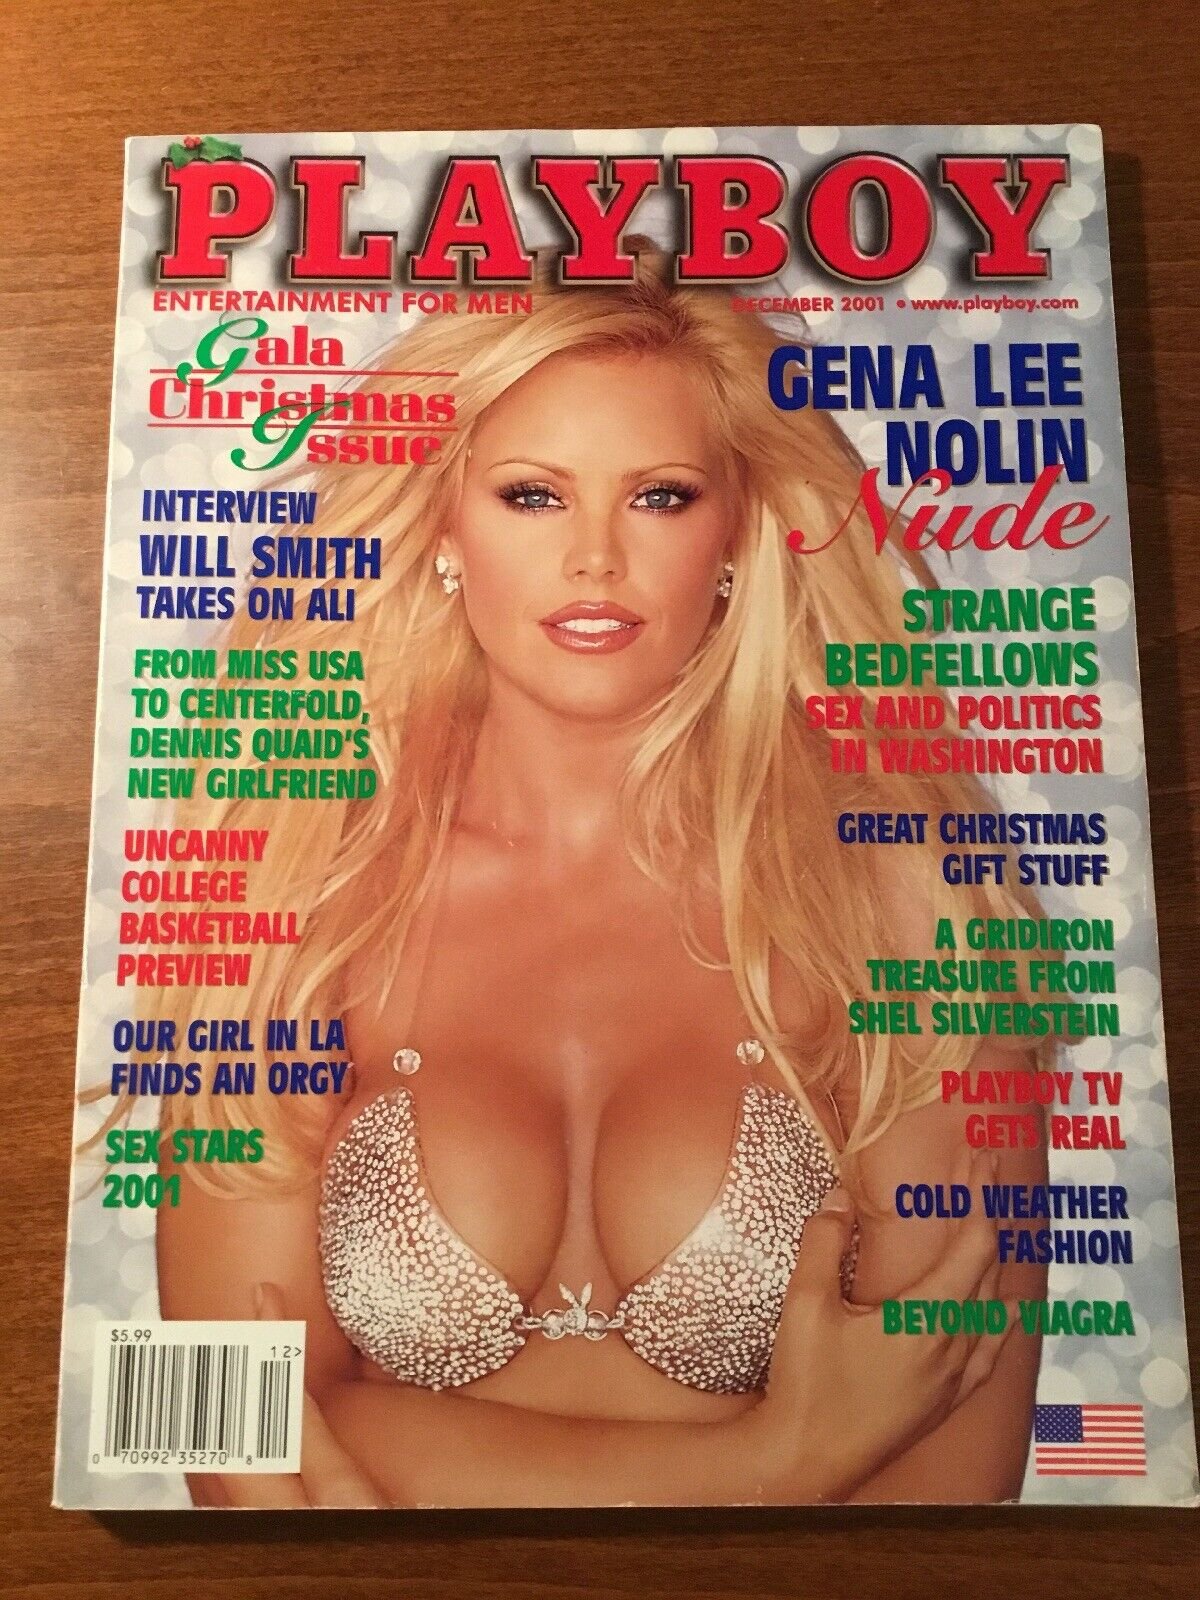 PLAYBOY
ENTERTAINMENT FOR MEN
DECEMBER 2001 • www.playboy.com
Gala
Christmas
Issue
INTERVIEW
WILL SMITH
TAKES ON ALI
FROM MISS USA
TO CENTERFOLD,
DENNIS QUAID'S
NEW GIRLFRIEND
UNCANNY
COLLEGE
BASKETBALL
PREVIEW
OUR GIRL IN LA
FINDS AN ORGY
SEX STARS
2001
GENA LEE
NOLIN
Nude
STRANGE
BEDFELLOWS
SEX AND POLITICS
IN WASHINGTON
GREAT CHRISTMAS
GIFT STUFF
A GRIDIRON
TREASURE FROM
SHEL SILVERSTEIN
PLAYBOY TV
GETS REAL
COLD WEATHER
FASHION
BEYOND VIAGRA
$5.99
12>
0 70992 35270 8